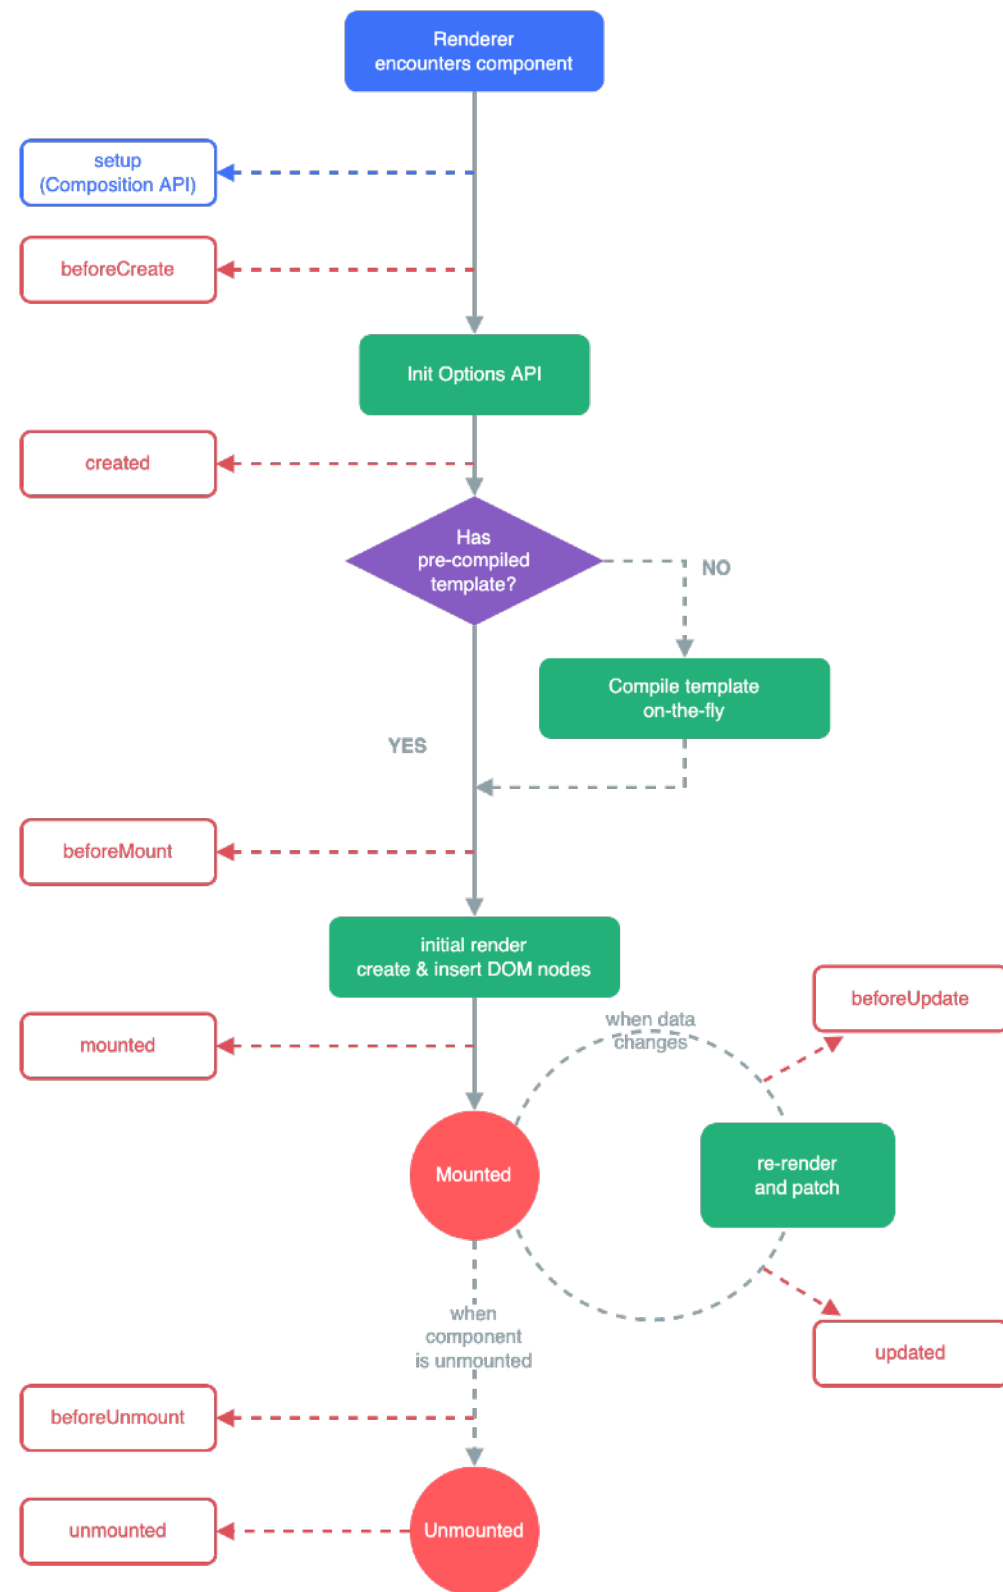 Renderer
encounters component
setup
(Composition API)
beforeCreate
Init Options API
created
Has
pre-compiled
template?
NO
Compile template
on-the-fly
YES
beforeMount
initial render
create & insert DOM nodes
beforeUpdate
when data
changes
mounted
Mounted
re-render
and patch
when
component
is unmounted
updated
beforeUnmount
unmounted
Unmounted